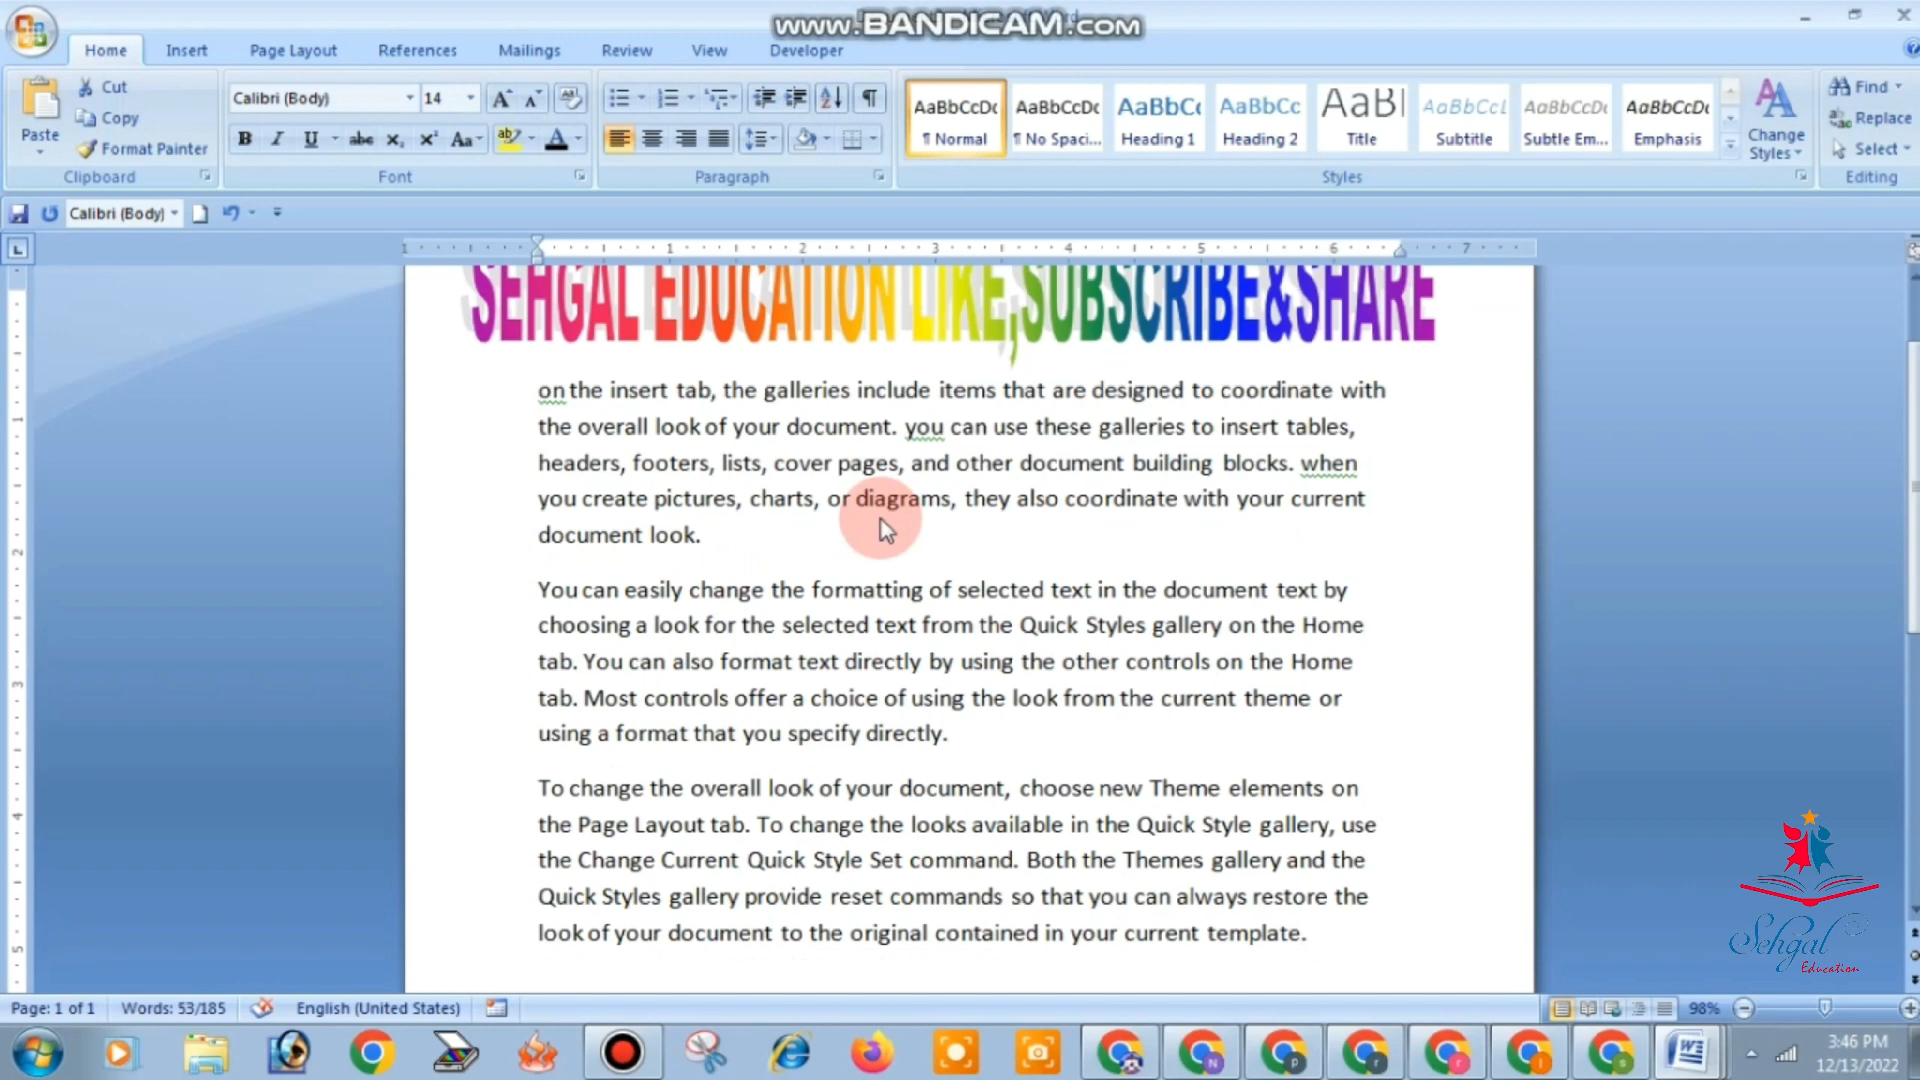 www.BANDICAM.com
Home Insert Page Layout References Mailings Review View Developer
Cut
Copy
Paste
Format Painter
Clipboard
Calibri (Body) 14
Font
Paragraph
AaBbCcDc AaBbCcDc AaBbC AaBbCc AaBl AaBbCcL AaBbCcDc AaBbCcDc
¶ Normal ¶ No Spaci... Heading 1 Heading 2 Title Subtitle Subtle Em... Emphasis
Change
Styles
Styles
Find
Replace
Select
Editing
Calibri (Body)
SEHGAL EDUCATION LIKE,SUBSCRIBE&SHARE
on the insert tab, the galleries include items that are designed to coordinate with
the overall look of your document. you can use these galleries to insert tables,
headers, footers, lists, cover pages, and other document building blocks. when
you create pictures, charts, or diagrams, they also coordinate with your current
document look.
You can easily change the formatting of selected text in the document text by
choosing a look for the selected text from the Quick Styles gallery on the Home
tab. You can also format text directly by using the other controls on the Home
tab. Most controls offer a choice of using the look from the current theme or
using a format that you specify directly.
To change the overall look of your document, choose new Theme elements on
the Page Layout tab. To change the looks available in the Quick Style gallery, use
the Change Current Quick Style Set command. Both the Themes gallery and the
Quick Styles gallery provide reset commands so that you can always restore the
look of your document to the original contained in your current template.
Sehgal
Education
Page: 1 of 1 Words: 53/185 English (United States) 98%
3:46 PM
12/13/2022